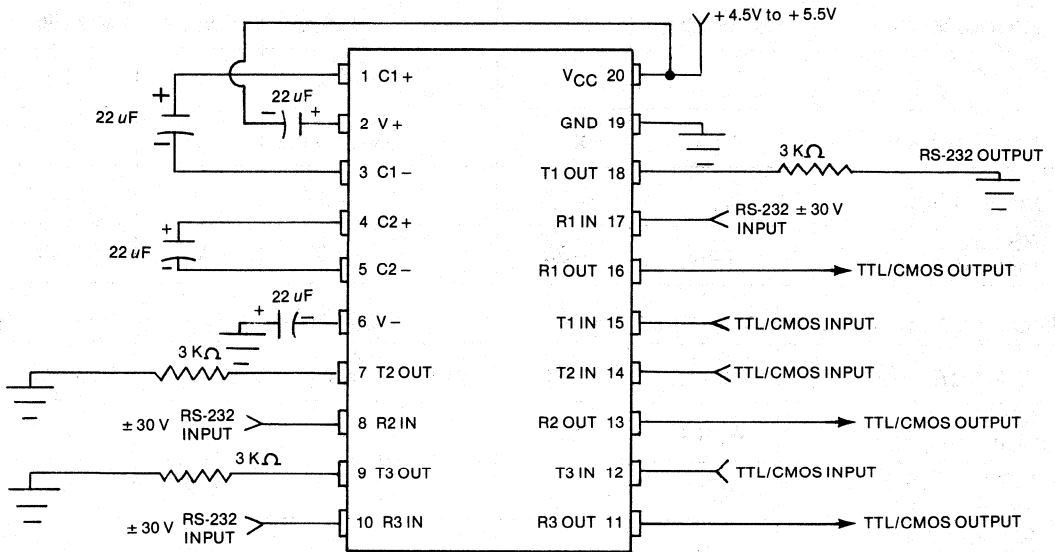 + 4.5V to + 5.5V
1 C1 +
VCC 20
+
22 uF
22 uF
−
− +
2 V +
GND 19
3 C1 −
3 KΩ
T1 OUT 18
RS-232 OUTPUT
4 C2 +
R1 IN 17
RS-232 ± 30 V
INPUT
+
22 uF
−
5 C2 −
R1 OUT 16
TTL/CMOS OUTPUT
22 uF
+ −
6 V −
T1 IN 15
TTL/CMOS INPUT
3 KΩ
7 T2 OUT
T2 IN 14
TTL/CMOS INPUT
± 30 V RS-232
INPUT
8 R2 IN
R2 OUT 13
TTL/CMOS OUTPUT
3 KΩ
9 T3 OUT
T3 IN 12
TTL/CMOS INPUT
± 30 V RS-232
INPUT
10 R3 IN
R3 OUT 11
TTL/CMOS OUTPUT